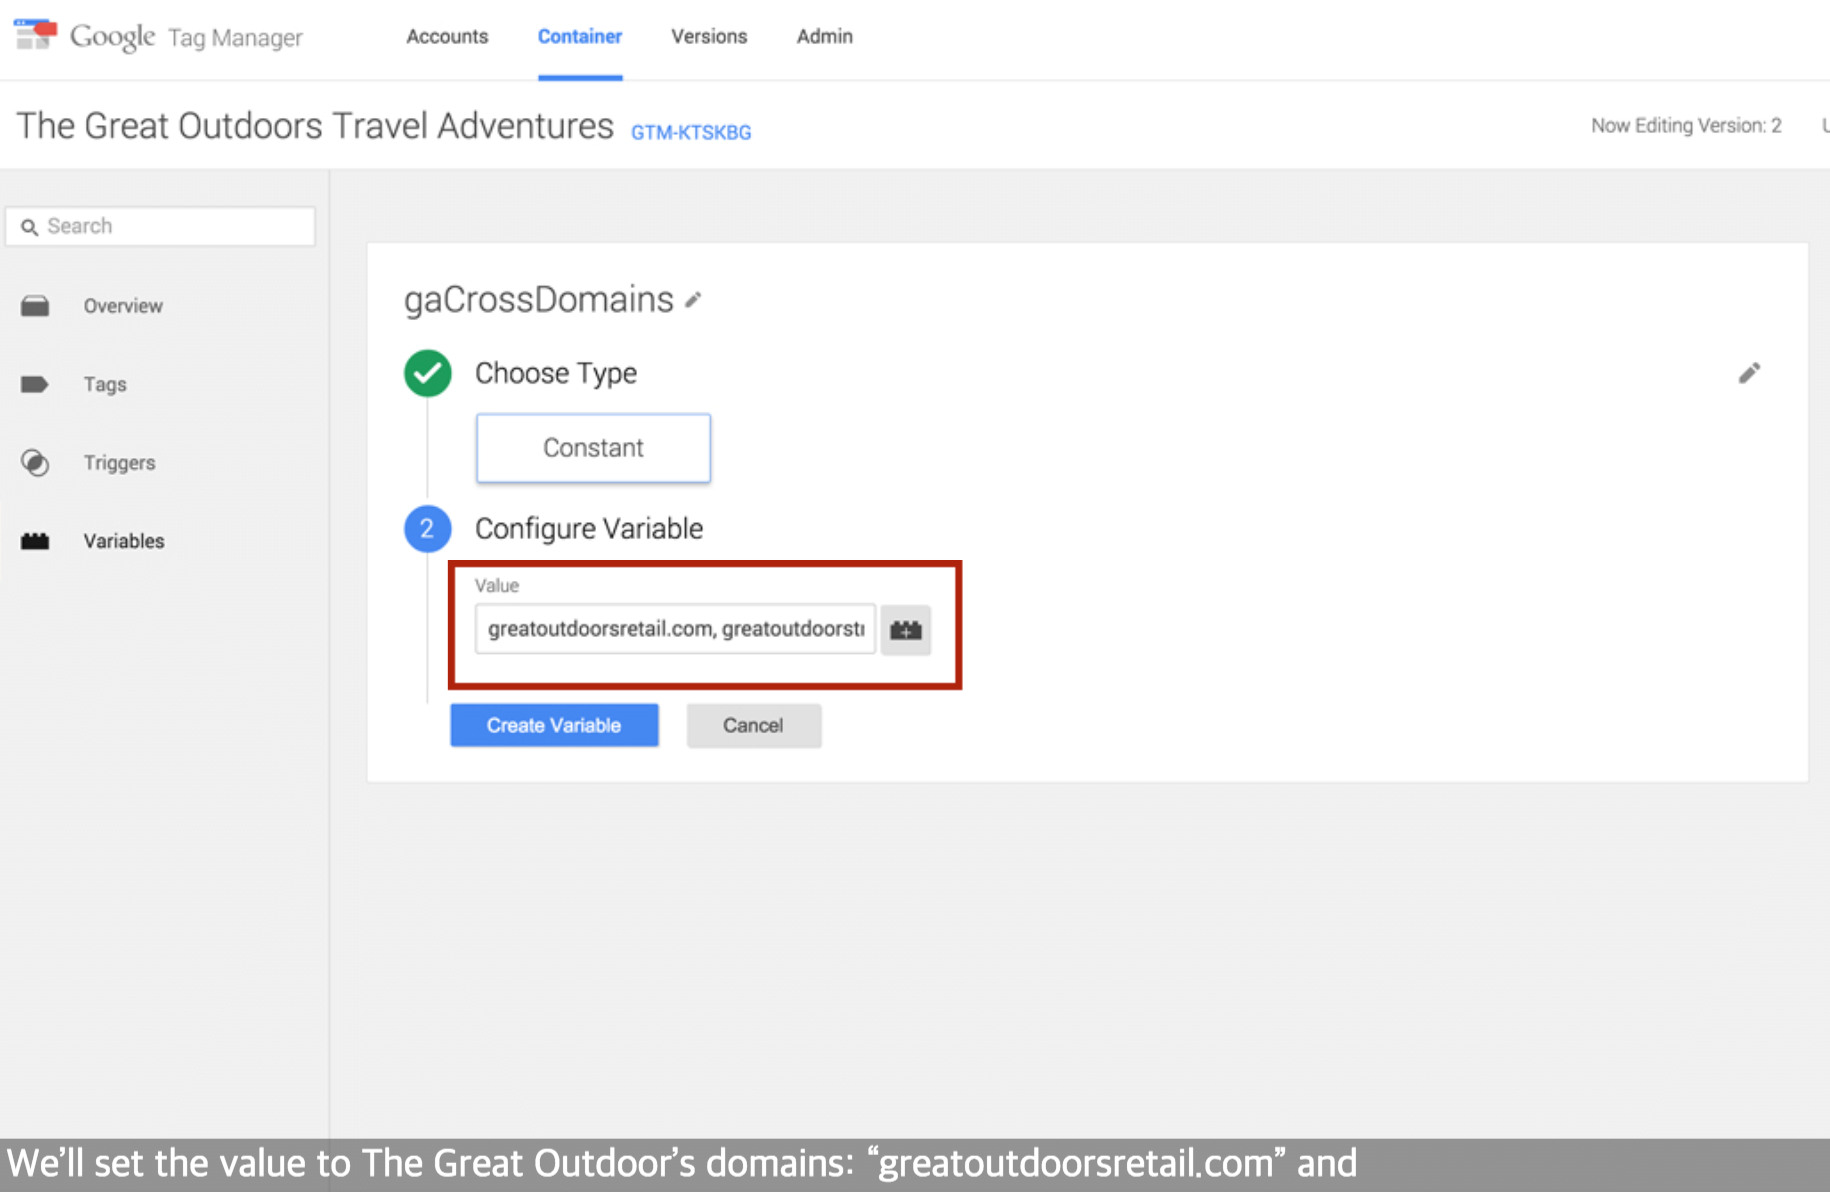 Google Tag Manager
Accounts
Container
Versions
Admin
The Great Outdoors Travel Adventures GTM-KTSKBG
Now Editing Version: 2
Search
Overview
Tags
Triggers
Variables
gaCrossDomains
Choose Type
Constant
2 Configure Variable
Value
greatoutdoorsretail.com, greatoutdoorst
Create Variable
Cancel
We'll set the value to The Great Outdoor's domains: “greatoutdoorsretail.com” and